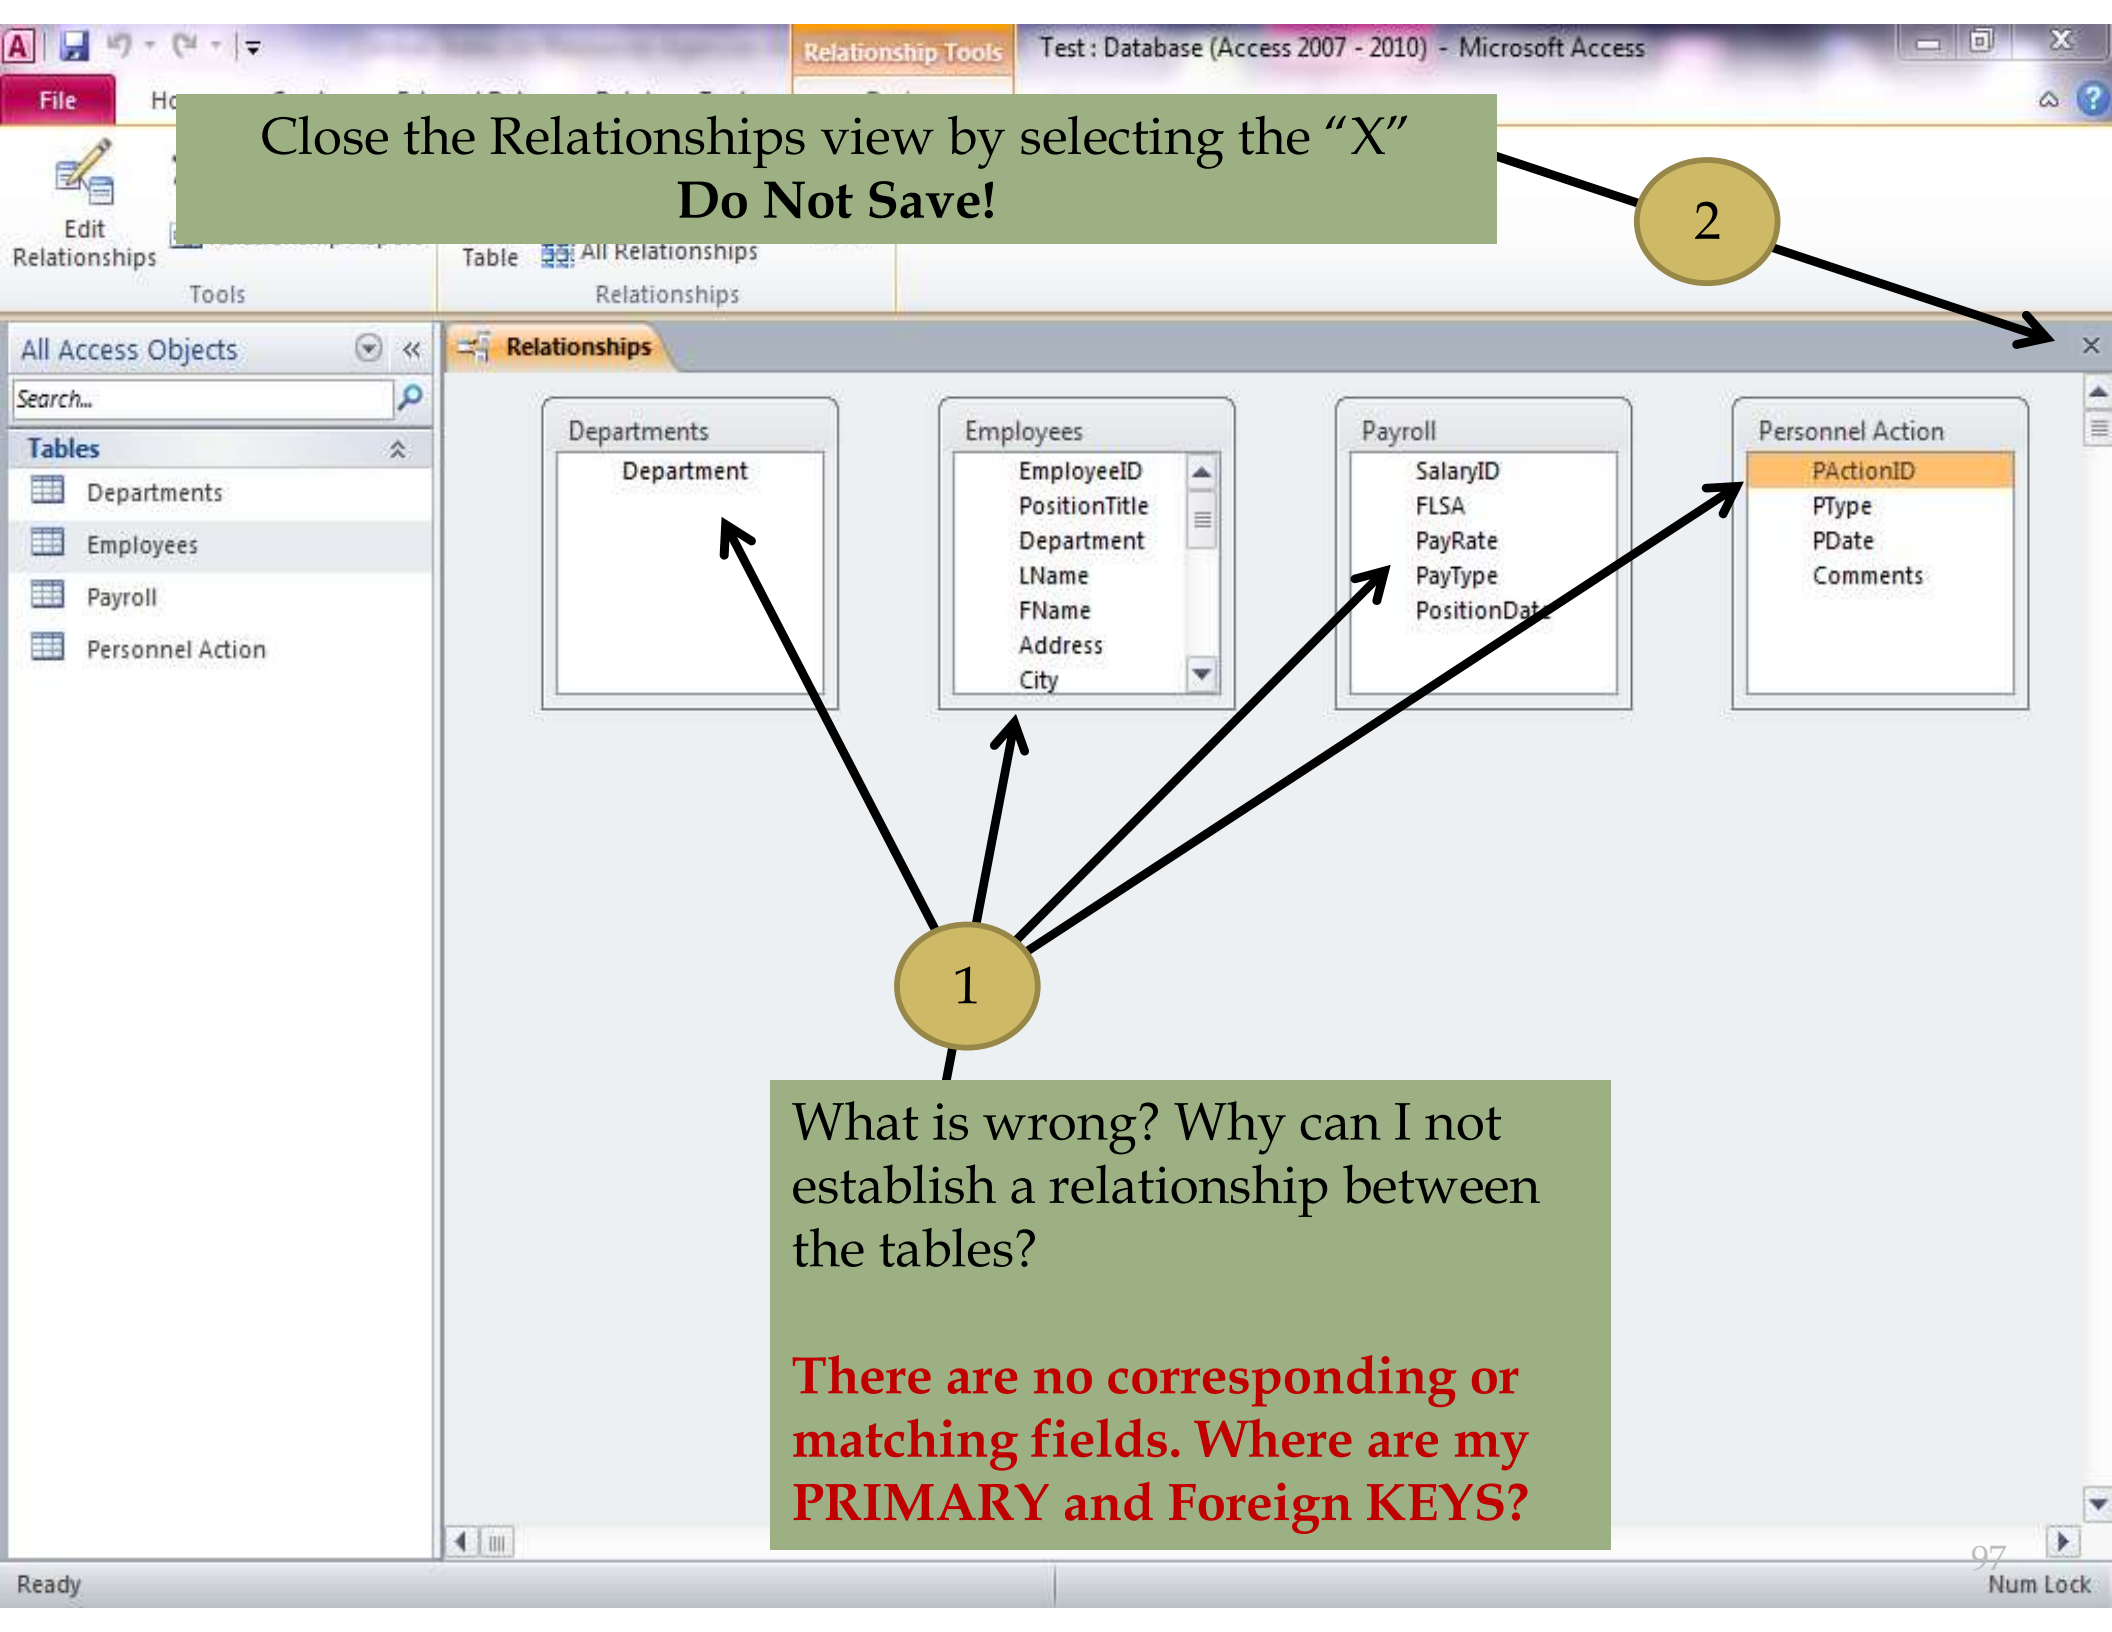 Relationship Tools
Test : Database (Access 2007 - 2010) - Microsoft Access
File
Close the Relationships view by selecting the “X”
Do Not Save!
2
Edit
Relationships
Table
All Relationships
Tools
Relationships
All Access Objects
Relationships
Search...
Tables
Departments
Employees
Payroll
Personnel Action
Departments
Department
Employees
EmployeeID
PositionTitle
Department
LName
FName
Address
City
Payroll
SalaryID
FLSA
PayRate
PayType
PositionDate
Personnel Action
PActionID
PType
PDate
Comments
1
What is wrong? Why can I not
establish a relationship between
the tables?
There are no corresponding or
matching fields. Where are my
PRIMARY and Foreign KEYS?
97
Ready
Num Lock